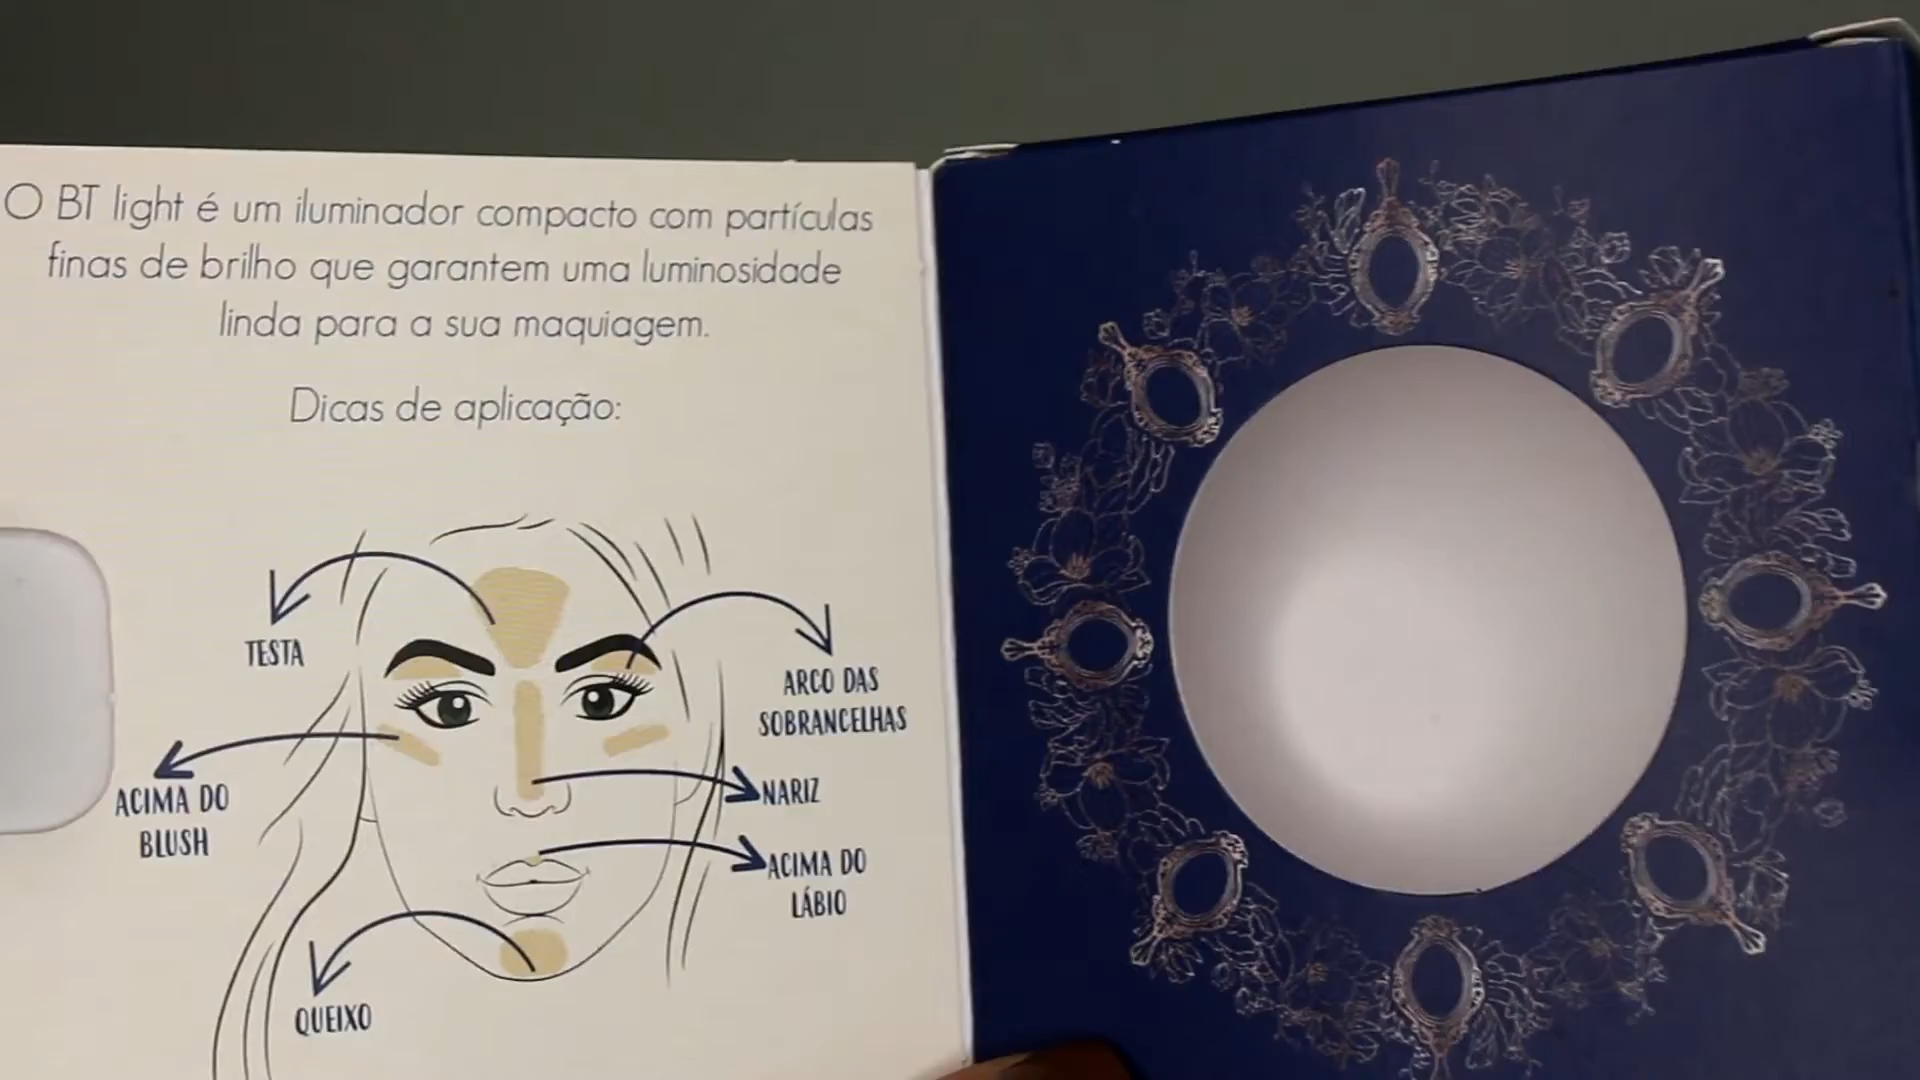 O BT light é um iluminador compacto com partículas
finas de brilho que garantem uma luminosidade
linda para a sua maquiagem.
Dicas de aplicação:
TESTA
ARCO DAS
SOBRANCELHAS
ACIMA DO
BLUSH
NARIZ
ACIMA DO
LÁBIO
QUEIXO